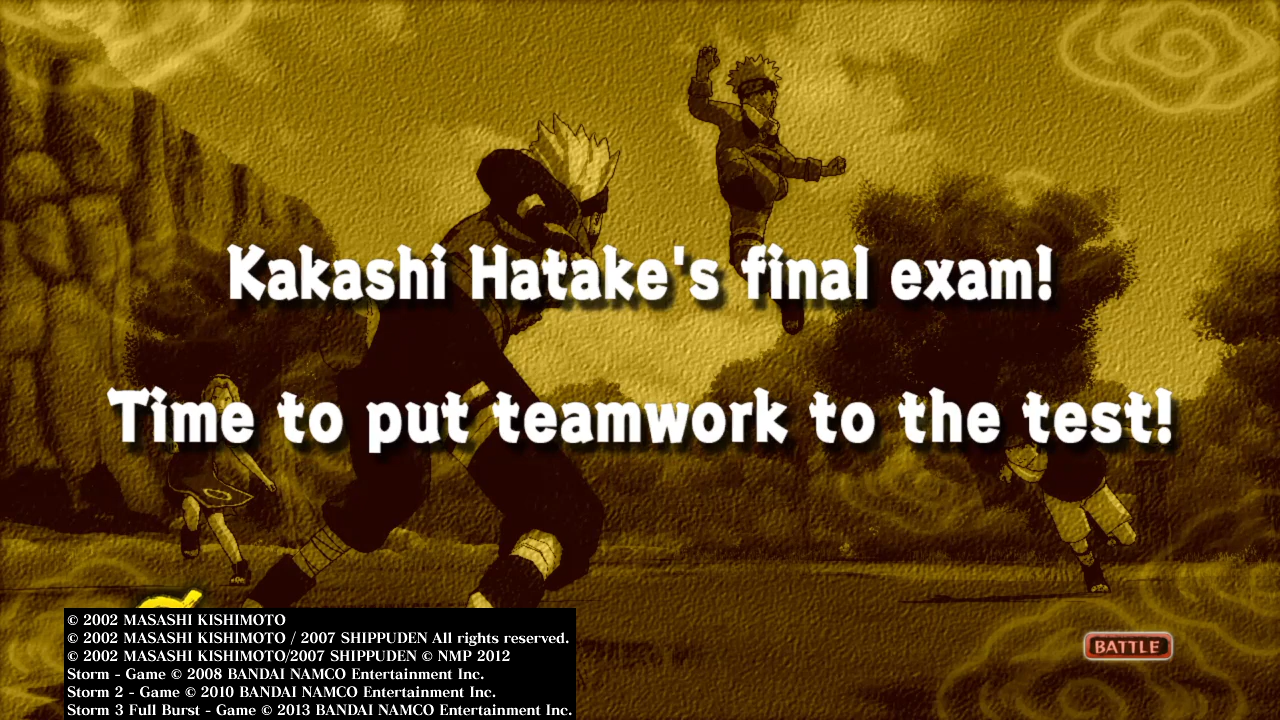 Kakashi Hatake's final exam!
Time to put teamwork to the test!
© 2002 MASASHI KISHIMOTO
© 2002 MASASHI KISHIMOTO / 2007 SHIPPUDEN All rights reserved.
© 2002 MASASHI KISHIMOTO/2007 SHIPPUDEN © NMP 2012
Storm - Game © 2008 BANDAI NAMCO Entertainment Inc.
Storm 2 - Game © 2010 BANDAI NAMCO Entertainment Inc.
Storm 3 Full Burst - Game © 2013 BANDAI NAMCO Entertainment Inc.
BATTLE